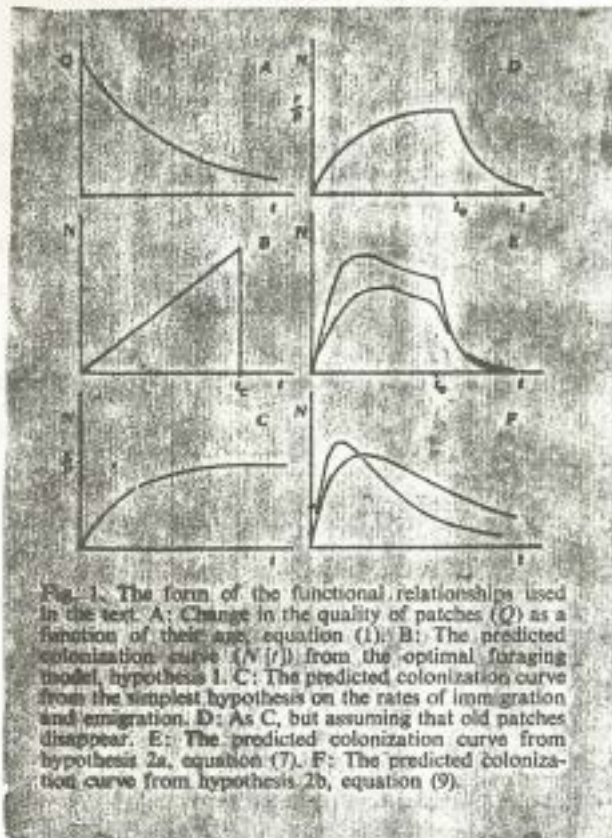 Q A N D
r/β
t t₀ t
N B N E
t_c t t₀ t
N C N F
t t
Fig. 1. The form of the functional relationships used
in the text. A: Change in the quality of patches (Q) as a
function of their age, equation (1). B: The predicted
colonization curve (N [t]) from the optimal foraging
model, hypothesis 1. C: The predicted colonization curve
from the simplest hypothesis on the rates of immigration
and emigration. D: As C, but assuming that old patches
disappear. E: The predicted colonization curve from
hypothesis 2a, equation (7). F: The predicted coloniza-
tion curve from hypothesis 2b, equation (9).